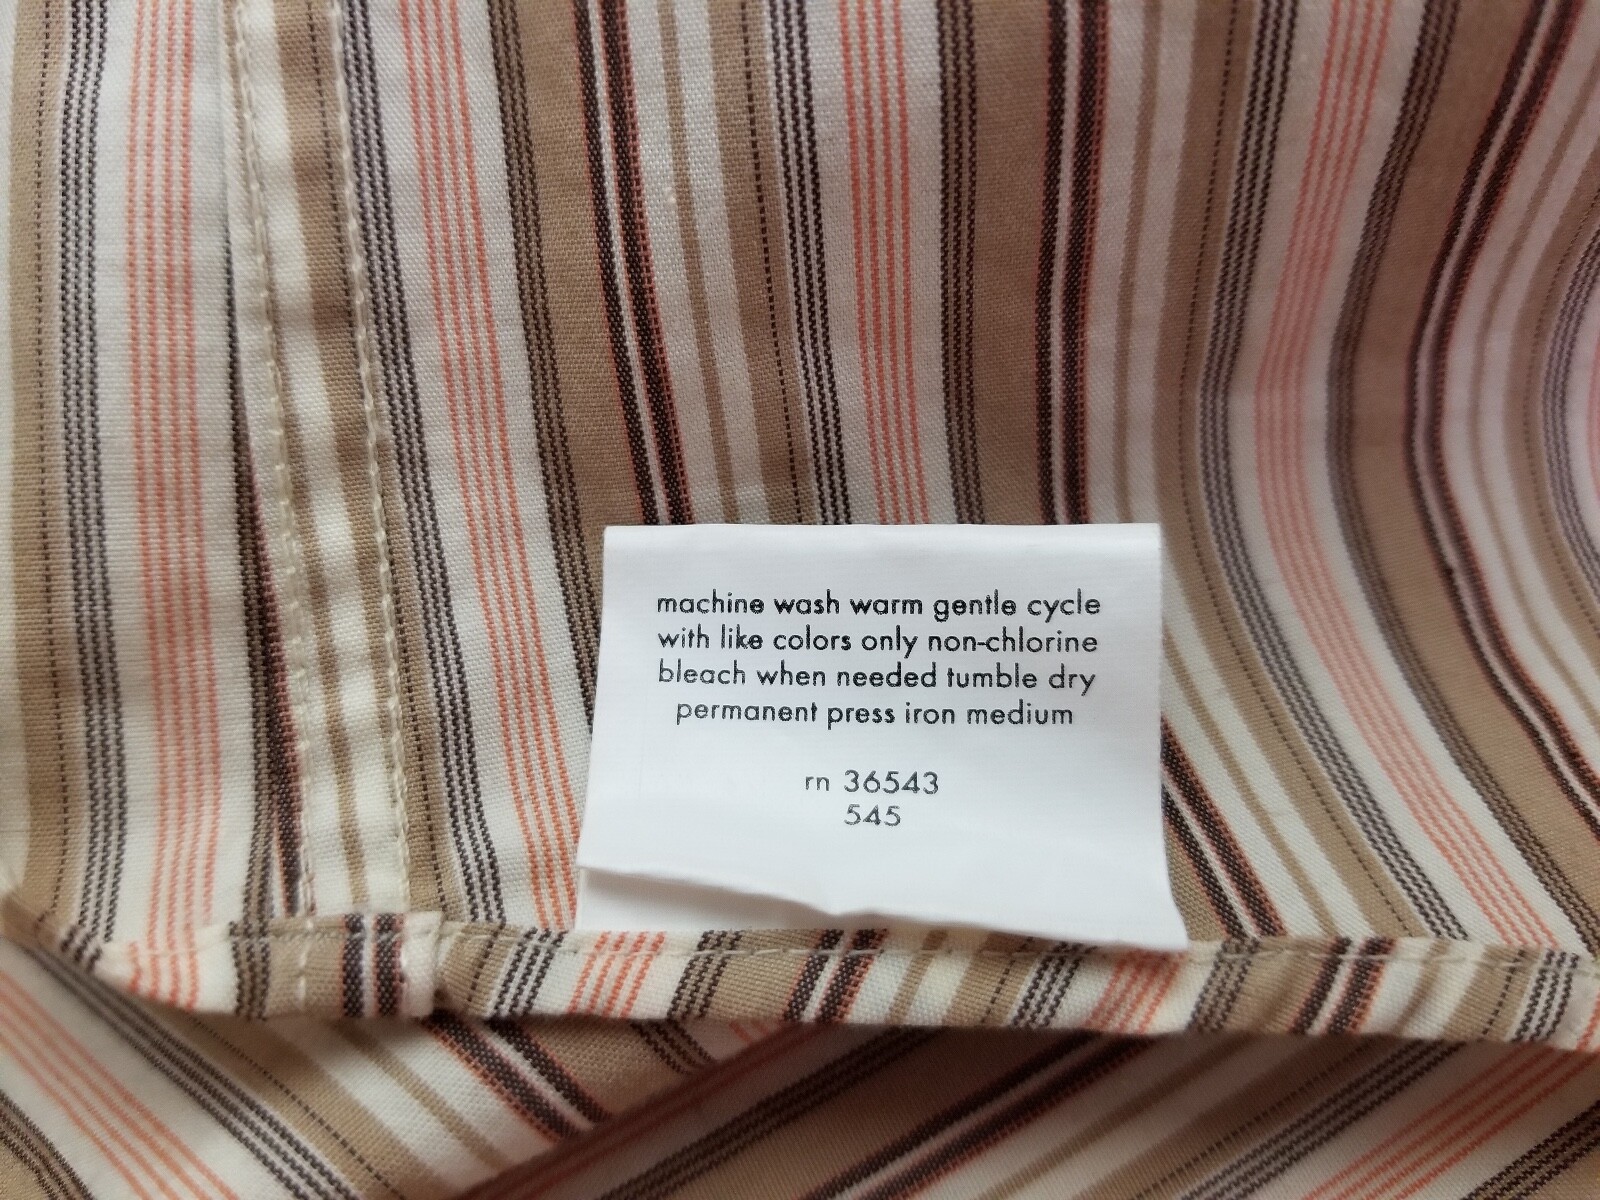 machine wash warm gentle cycle
with like colors only non-chlorine
bleach when needed tumble dry
permanent press iron medium
rn 36543
545